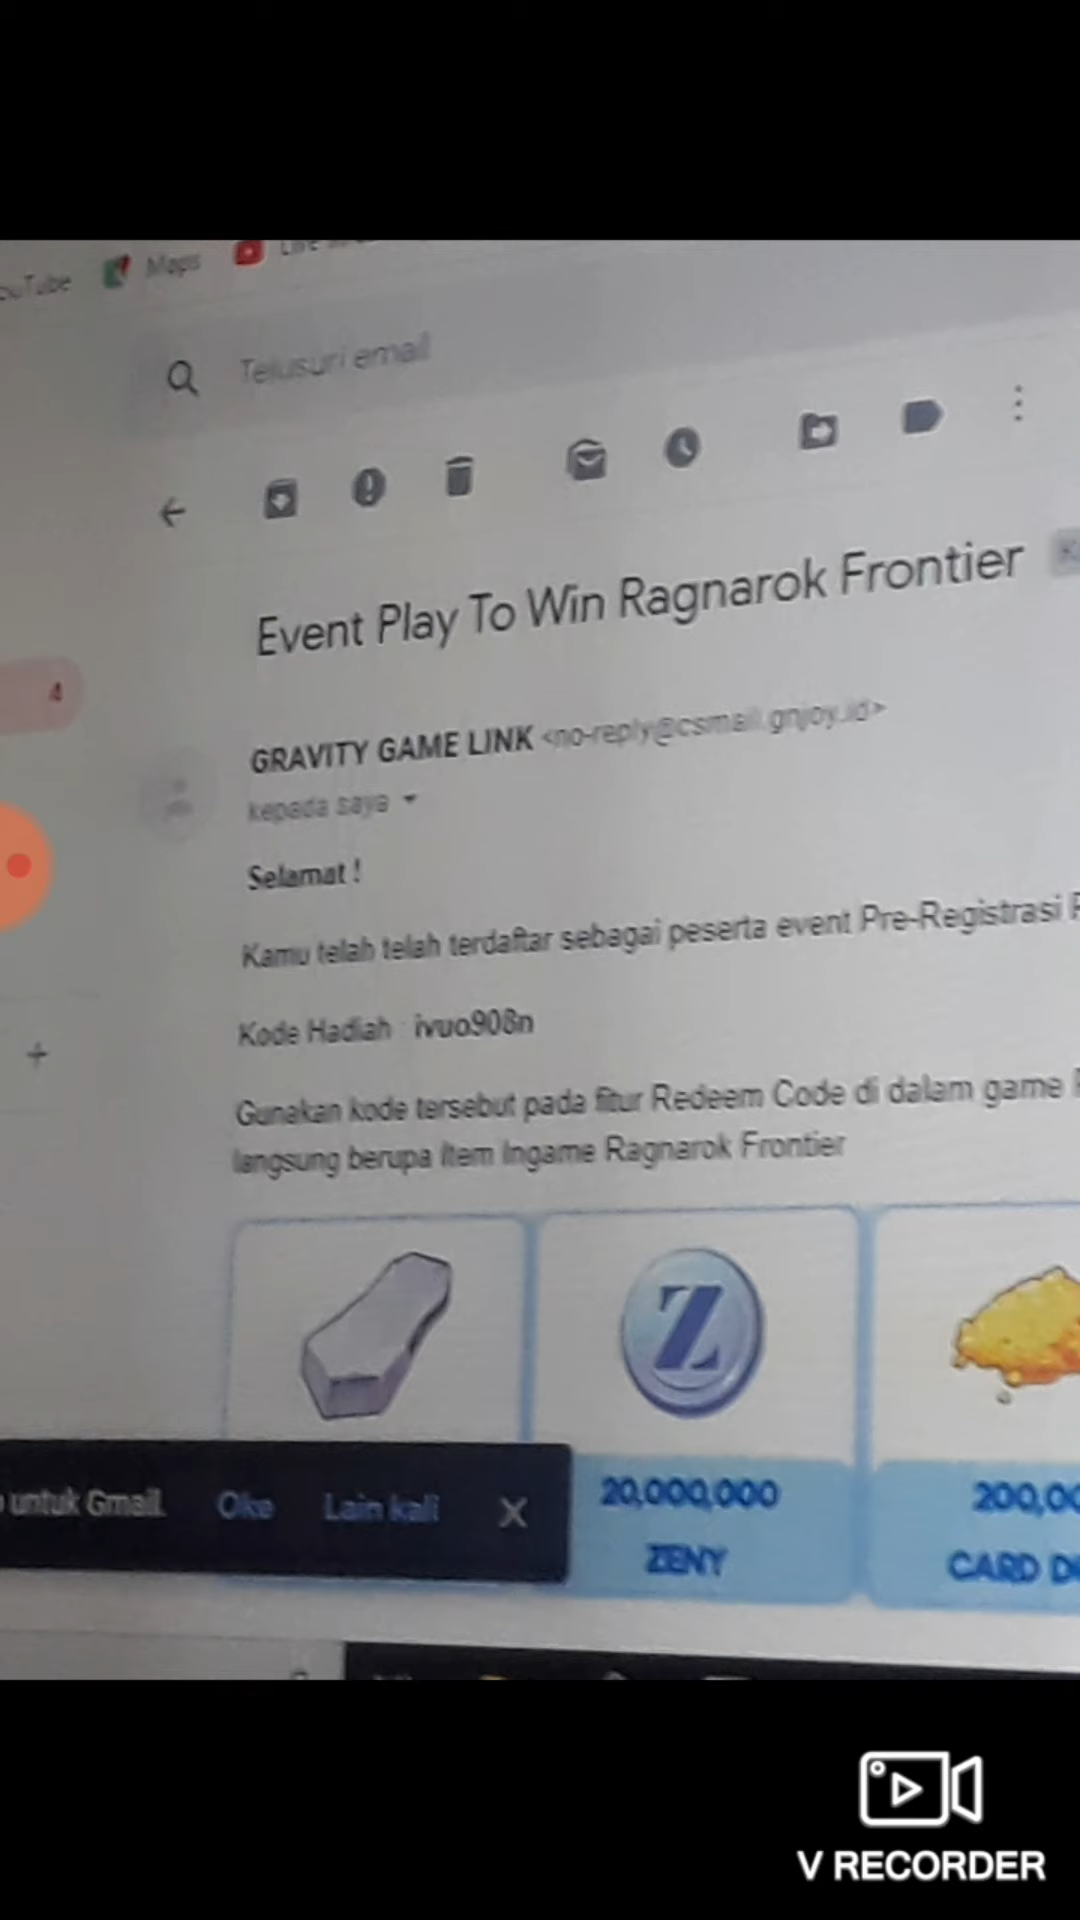 Maps
Telusuri email
Event Play To Win Ragnarok Frontier
4
GRAVITY GAME LINK <no-reply@csmail.gnjoy.id>
kepada saya
Selamat !
Kamu telah telah terdaftar sebagai peserta event Pre-Registrasi
Kode Hadiah : ivuo908n
Gunakan kode tersebut pada fitur Redeem Code di dalam game
langsung berupa Item Ingame Ragnarok Frontier
untuk Gmail. Oke Lain kali
20,000,000
ZENY
CARD
V RECORDER